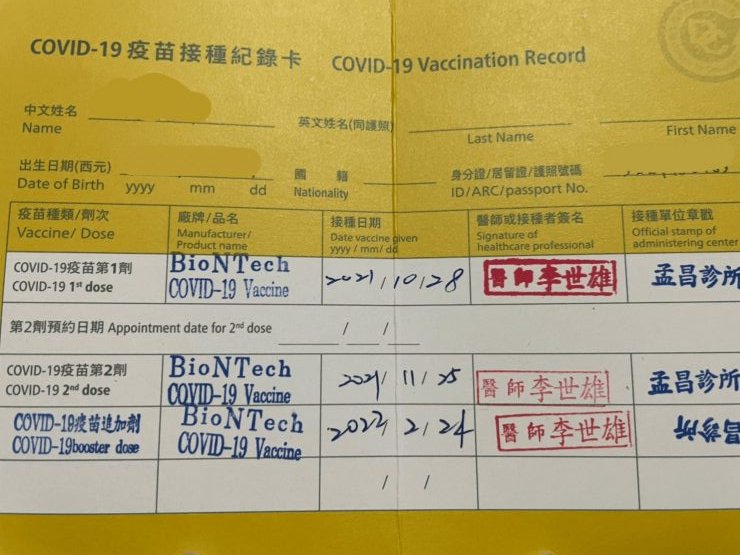 COVID-19 疫苗接種紀錄卡 COVID-19 Vaccination Record
中文姓名
Name
英文姓名(同護照)
Last Name
First Name
出生日期(西元)
Date of Birth yyyy mm dd
國籍
Nationality
身分證/居留證/護照號碼
ID/ARC/passport No.
疫苗種類/劑次
Vaccine/ Dose
廠牌/品名
Manufacturer/
Product name
接種日期
Date vaccine given
yyyy / mm/ dd
醫師或接種者簽名
Signature of
healthcare professional
接種單位章戳
Official stamp of
administering center
COVID-19疫苗第1劑
COVID-19 1st dose
BioNTech
COVID-19 Vaccine
2021/10/28
醫師李世雄
孟昌診所
第2劑預約日期 Appointment date for 2nd dose / /
COVID-19疫苗第2劑
COVID-19 2nd dose
BioNTech
COVID-19 Vaccine
2021/11/25
醫師李世雄
孟昌診所
COVID-19疫苗追加劑
COVID-19booster dose
BioNTech
COVID-19 Vaccine
2022/2/24
醫師李世雄
昌診所
/ /